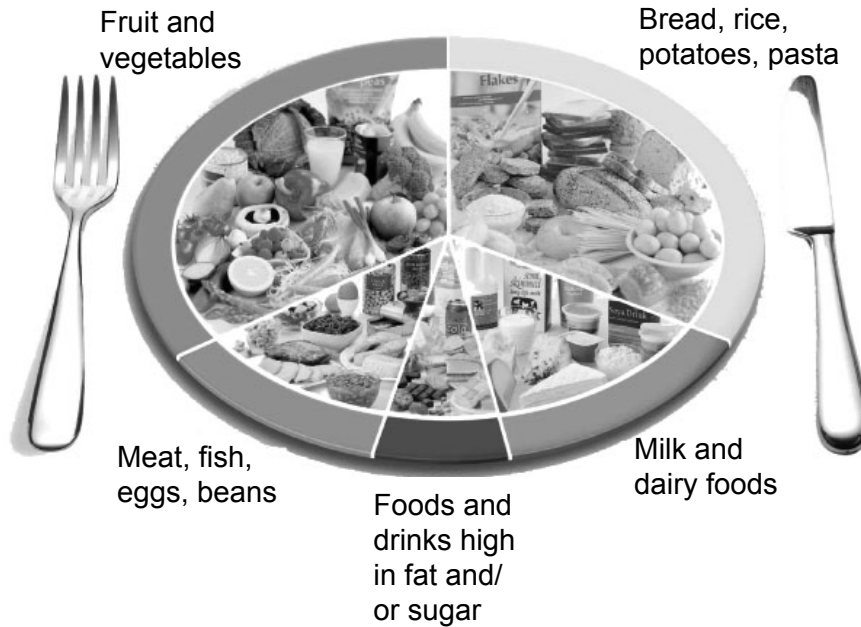 Fruit and
vegetables
Bread, rice,
potatoes, pasta
Flakes
Soya Drink
Meat, fish,
eggs, beans
Milk and
dairy foods
Foods and
drinks high
in fat and/
or sugar